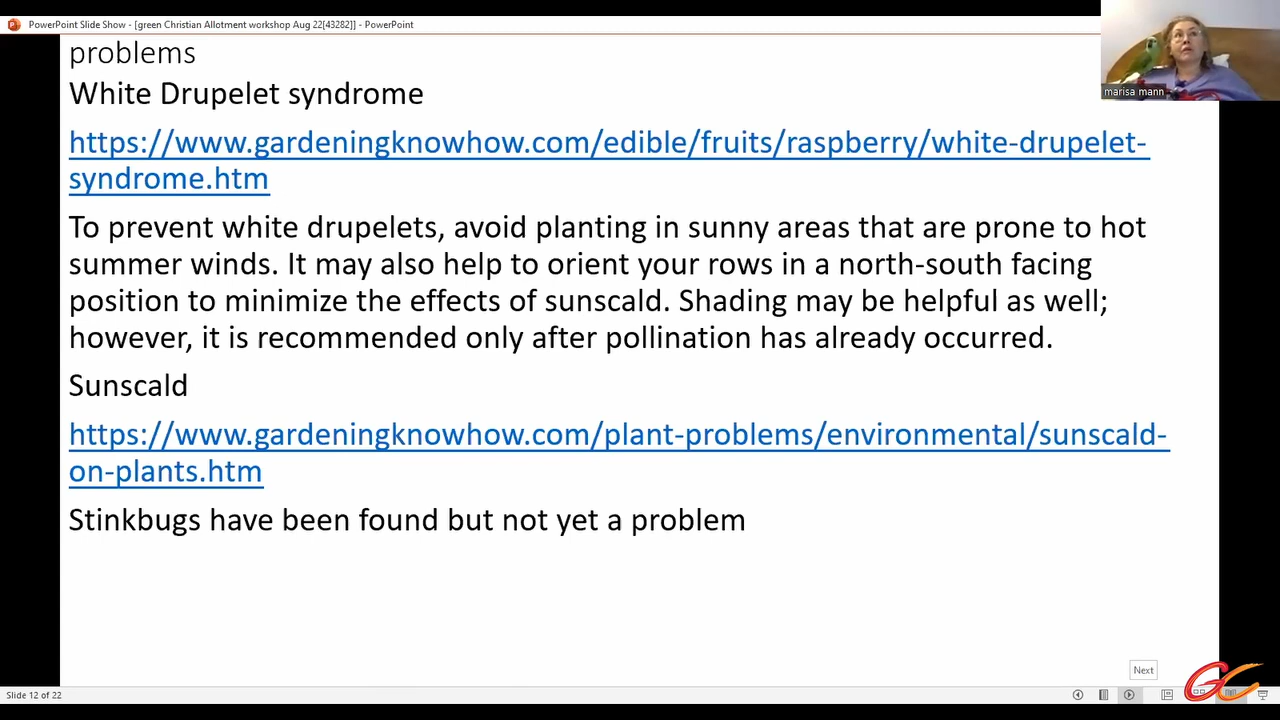 PowerPoint Slide Show - [green Christian Allotment workshop Aug 22[43282]] - PowerPoint
problems
White Drupelet syndrome
https://www.gardeningknowhow.com/edible/fruits/raspberry/white-drupelet-
syndrome.htm
To prevent white drupelets, avoid planting in sunny areas that are prone to hot
summer winds. It may also help to orient your rows in a north-south facing
position to minimize the effects of sunscald. Shading may be helpful as well;
however, it is recommended only after pollination has already occurred.
Sunscald
https://www.gardeningknowhow.com/plant-problems/environmental/sunscald-
on-plants.htm
Stinkbugs have been found but not yet a problem
marisa mann
Next
Slide 12 of 22
GC